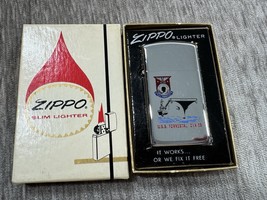 ZIPPO
SLIM LIGHTER
ZIPPO LIGHTER
IT WORKS...
OR WE FIX IT FREE